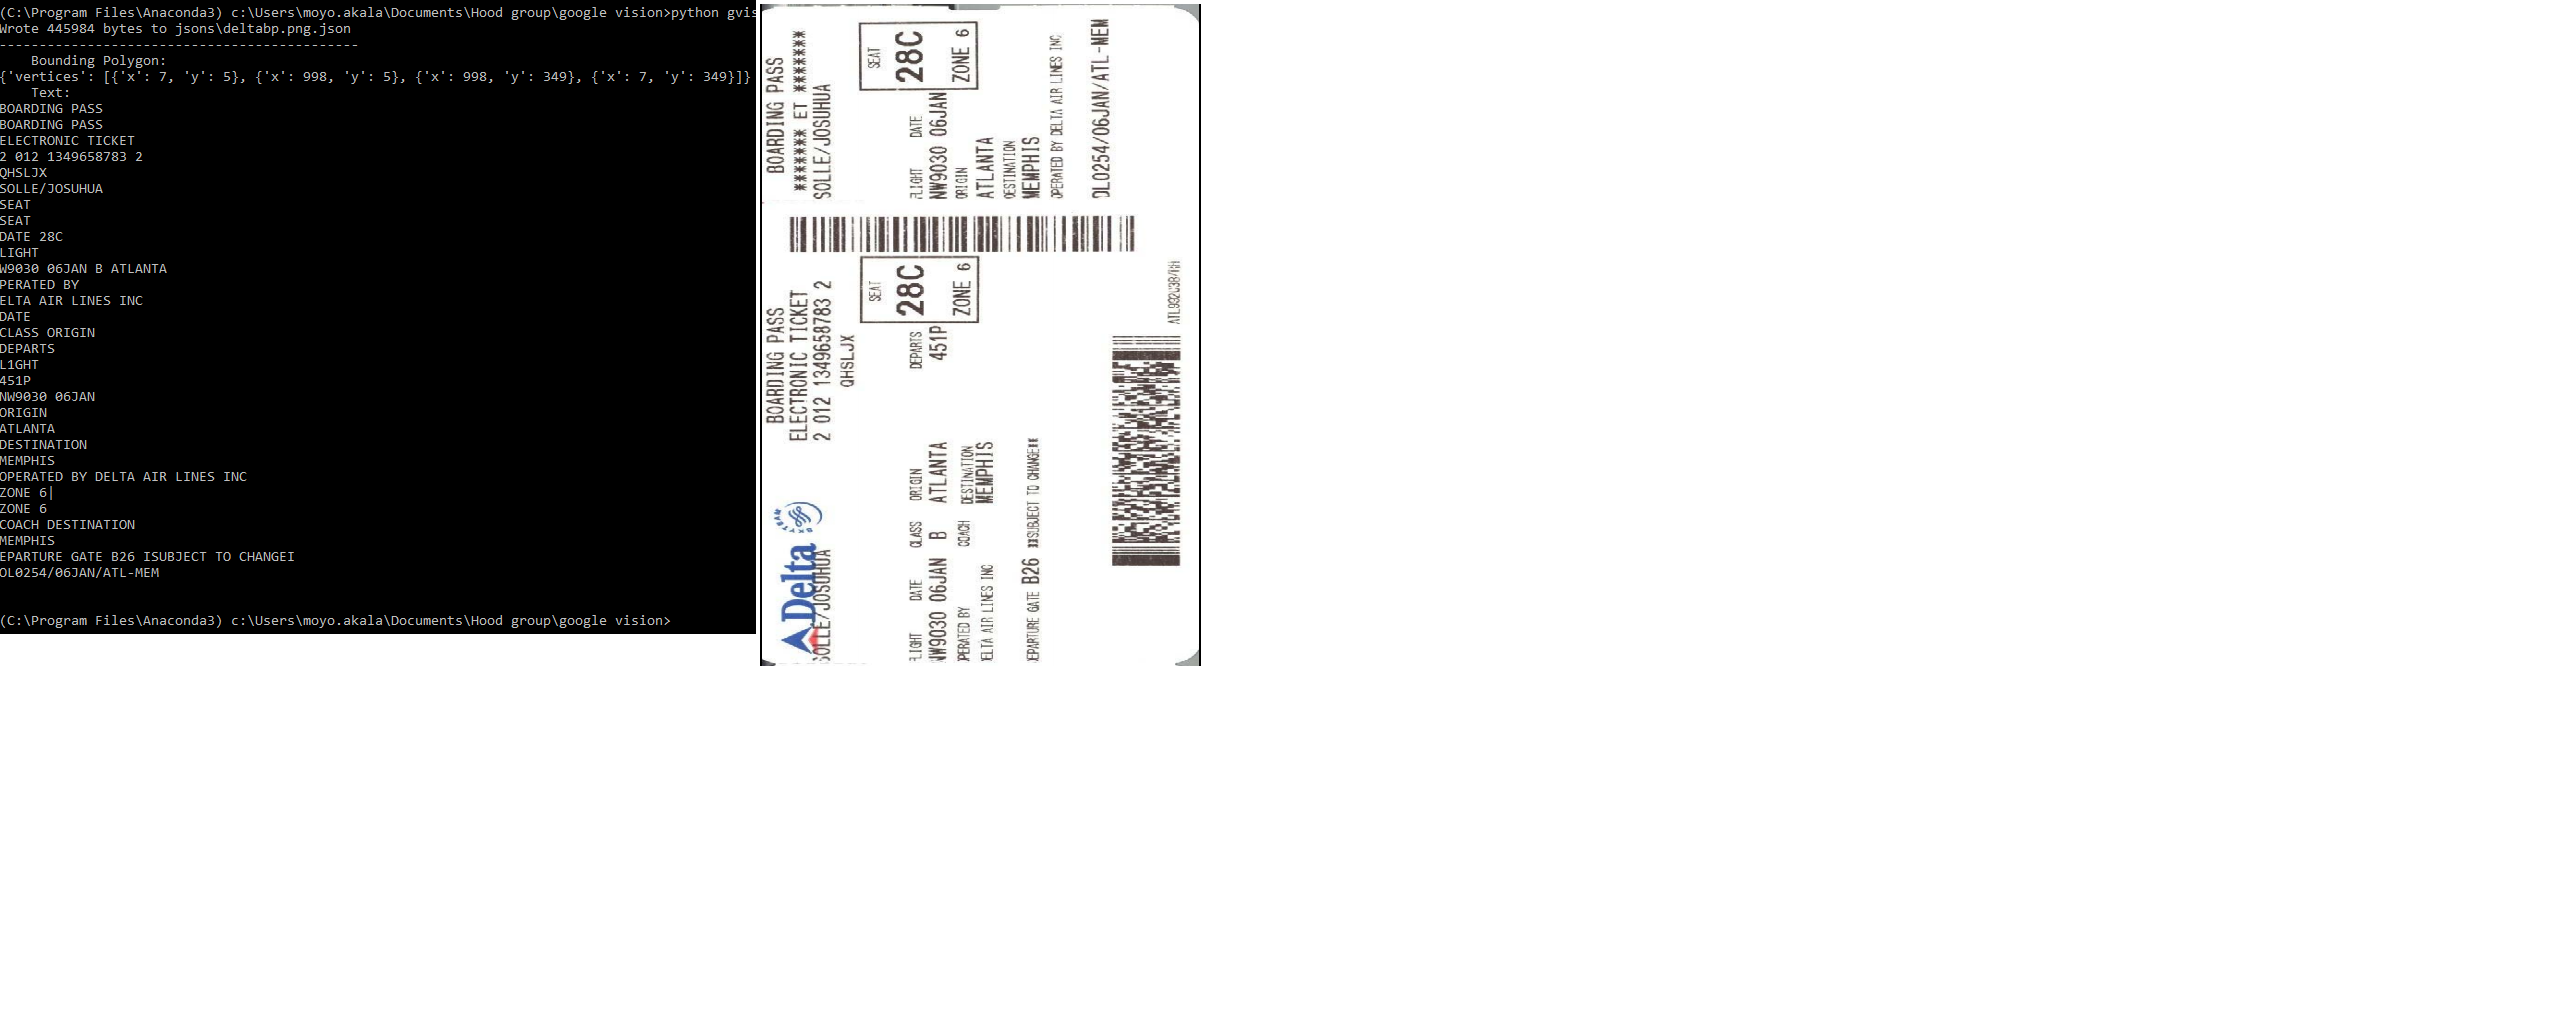 (C:\Program Files\Anaconda3) c:\Users\moyo.akala\Documents\Hood group\google vision>python gvis
Wrote 445984 bytes to jsons\deltabp.png.json
---------------------------------------------
Bounding Polygon:
{'vertices': [{'x': 7, 'y': 5}, {'x': 998, 'y': 5}, {'x': 998, 'y': 349}, {'x': 7, 'y': 349}]}
Text:
BOARDING PASS
BOARDING PASS
ELECTRONIC TICKET
2 012 1349658783 2
QHSLJX
SOLLE/JOSUHUA
SEAT
SEAT
DATE 28C
LIGHT
W9030 06JAN B ATLANTA
PERATED BY
ELTA AIR LINES INC
DATE
CLASS ORIGIN
DEPARTS
L1GHT
451P
NW9030 06JAN
ORIGIN
ATLANTA
DESTINATION
MEMPHIS
OPERATED BY DELTA AIR LINES INC
ZONE 6|
ZONE 6
COACH DESTINATION
MEMPHIS
EPARTURE GATE B26 ISUBJECT TO CHANGEI
OL0254/06JAN/ATL-MEM
(C:\Program Files\Anaconda3) c:\Users\moyo.akala\Documents\Hood group\google vision>
Delta
SKYTEAM
BOARDING PASS
ELECTRONIC TICKET
SOLLE/JOSUHUA
2 012 1349658783 2
QHSLJX
SEAT
28C
ZONE 6
FLIGHT DATE CLASS ORIGIN DEPARTS
NW9030 06JAN B ATLANTA 451P
OPERATED BY COACH DESTINATION
DELTA AIR LINES INC MEMPHIS
DEPARTURE GATE B26 **SUBJECT TO CHANGE**
BOARDING PASS
******* ET *******
SOLLE/JOSUHUA
SEAT
28C
ZONE 6
FLIGHT DATE
NW9030 06JAN
ORIGIN
ATLANTA
DESTINATION
MEMPHIS
OPERATED BY DELTA AIR LINES INC
DL0254/06JAN/ATL-MEM